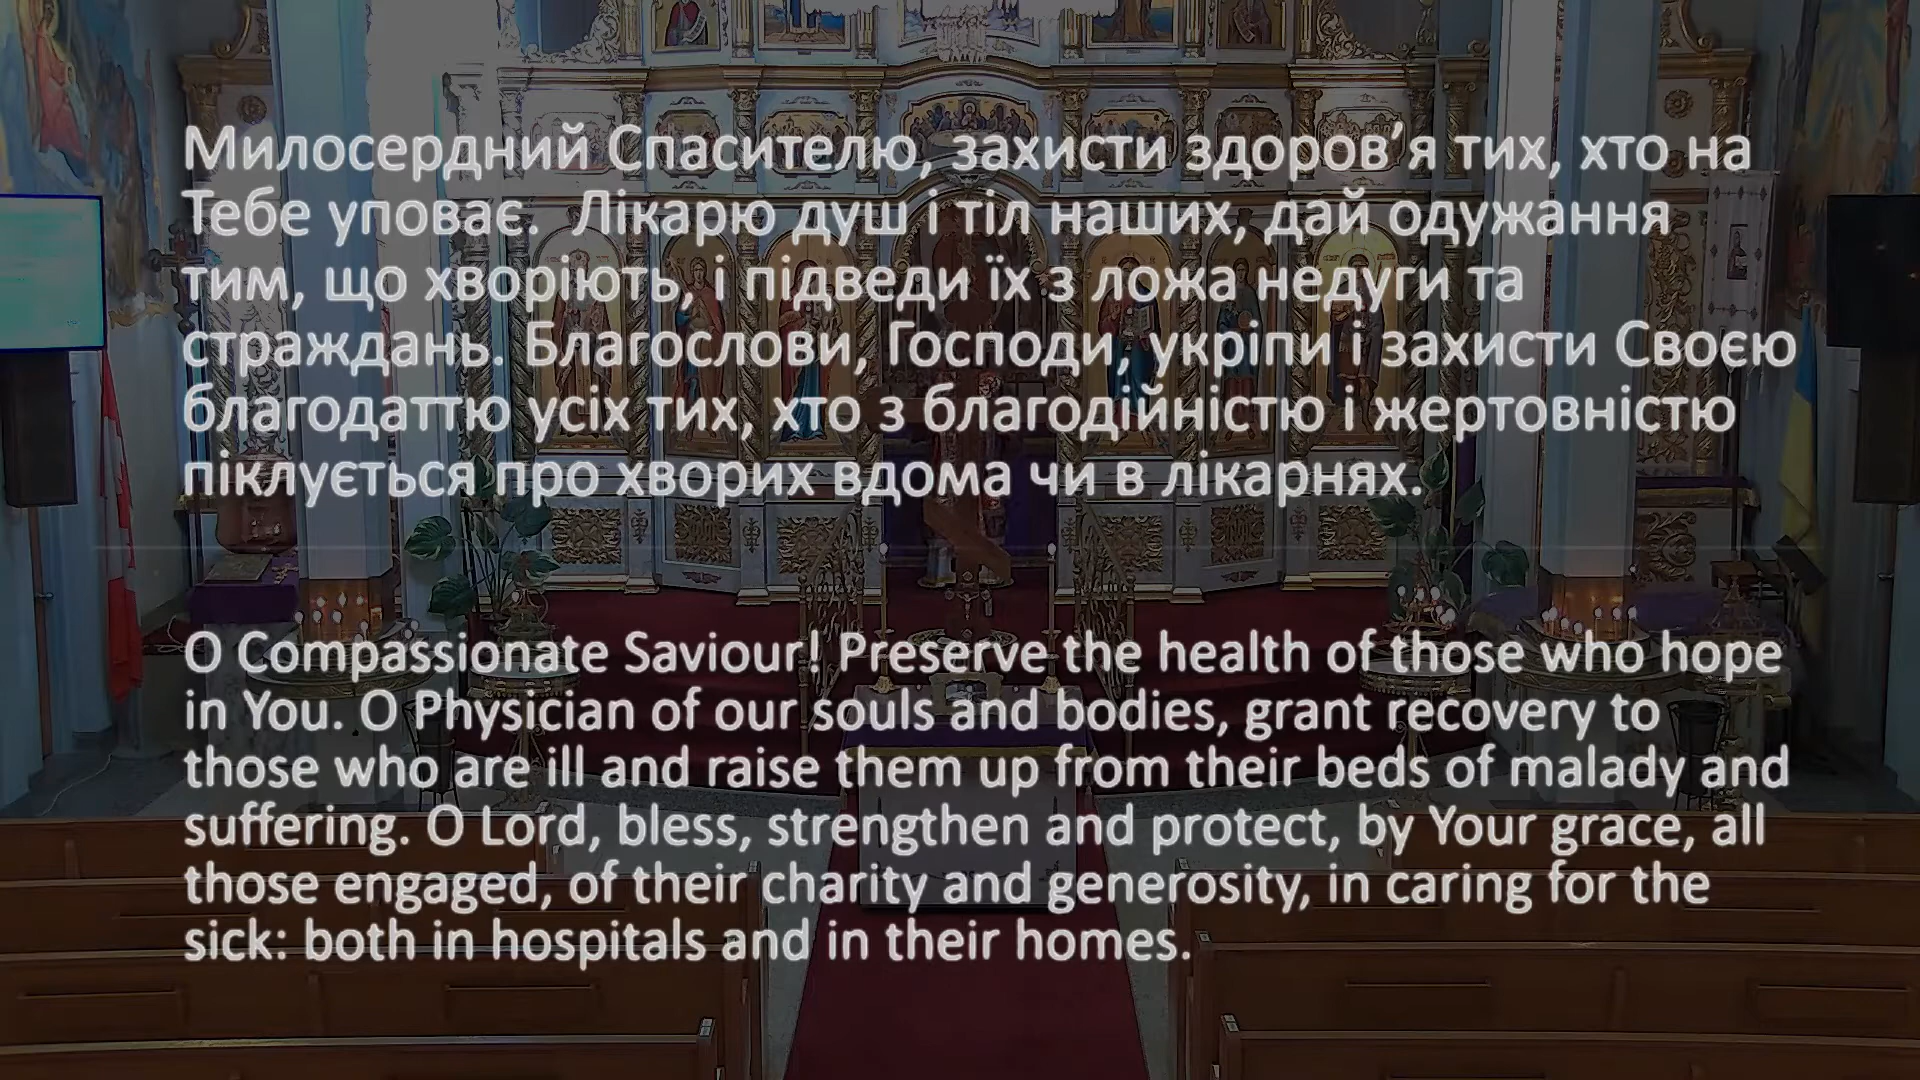 Милосердний Спасителю, захисти здоров’я тих, хто на
Тебе уповає.  Лікарю душ і тіл наших, дай одужання
тим, що хворіють, і підведи їх з ложа недуги та
страждань. Благослови, Господи, укріпи і захисти Своєю
благодаттю усіх тих, хто з благодійністю і жертовністю
піклується про хворих вдома чи в лікарнях.
O Compassionate Saviour! Preserve the health of those who hope
in You. O Physician of our souls and bodies, grant recovery to
those who are ill and raise them up from their beds of malady and
suffering. O Lord, bless, strengthen and protect, by Your grace, all
those engaged, of their charity and generosity, in caring for the
sick: both in hospitals and in their homes.